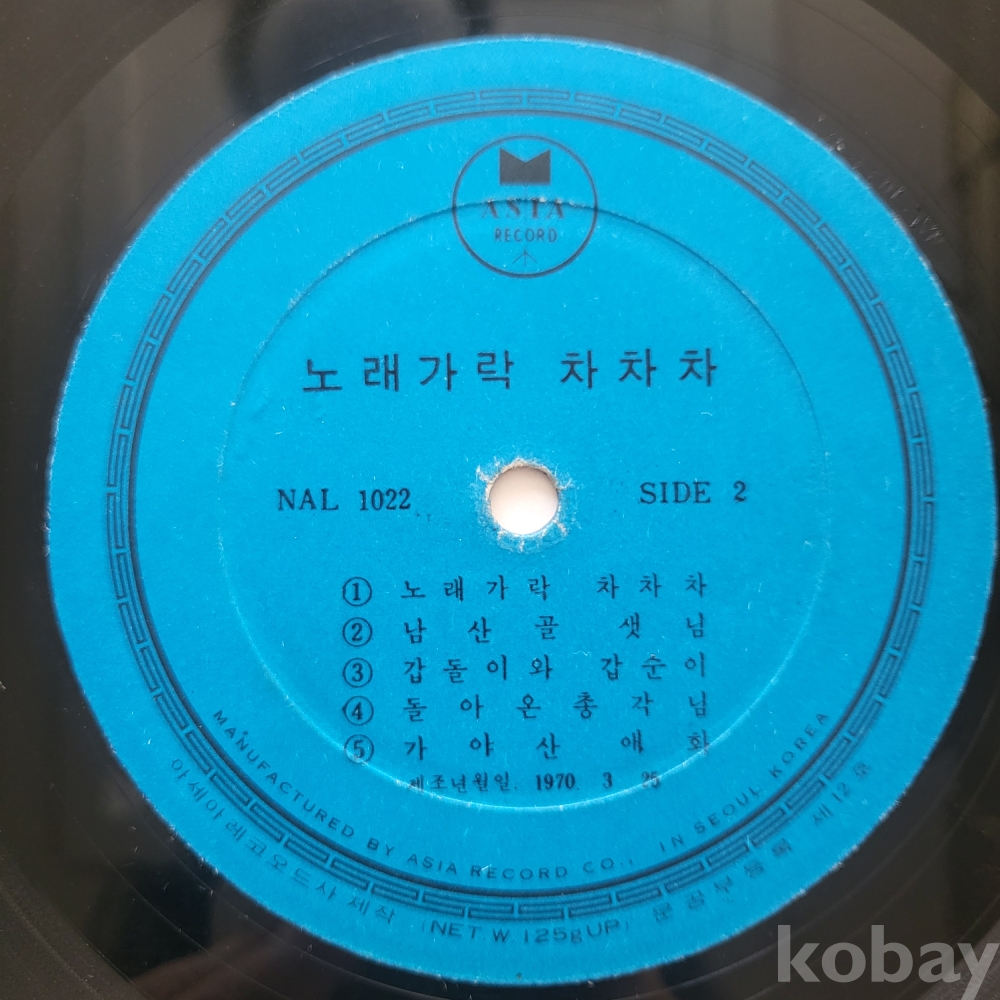 ASIA
RECORD
노래가락 차차차
NAL 1022
SIDE 2
① 노래가락 차차차
② 남산골 샛님
③ 갑돌이와 갑순이
④ 돌아온 총각님
⑤ 가야산 애화
제조년월일. 1970. 3 25
MANUFACTURED BY ASIA RECORD CO., IN SEOUL KOREA
아세아레코오드사 제작 (NET.W.125gUP) 문공부등록 제12호
kobay